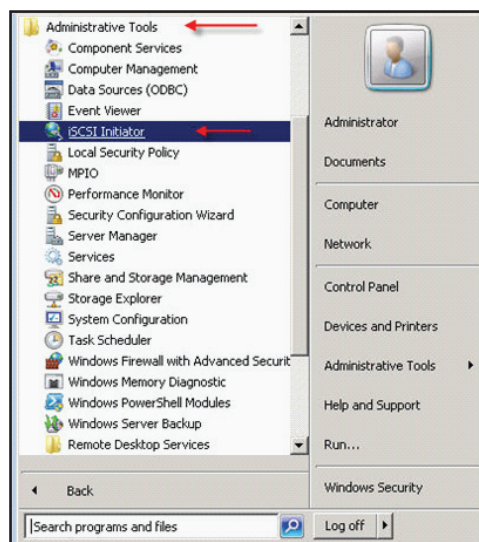 Administrative Tools
Component Services
Computer Management
Data Sources (ODBC)
Event Viewer
iSCSI Initiator
Local Security Policy
MPIO
Performance Monitor
Security Configuration Wizard
Server Manager
Services
Share and Storage Management
Storage Explorer
System Configuration
Task Scheduler
Windows Firewall with Advanced Securit
Windows Memory Diagnostic
Windows PowerShell Modules
Windows Server Backup
Remote Desktop Services
Back
Search programs and files
Administrator
Documents
Computer
Network
Control Panel
Devices and Printers
Administrative Tools
Help and Support
Run...
Windows Security
Log off